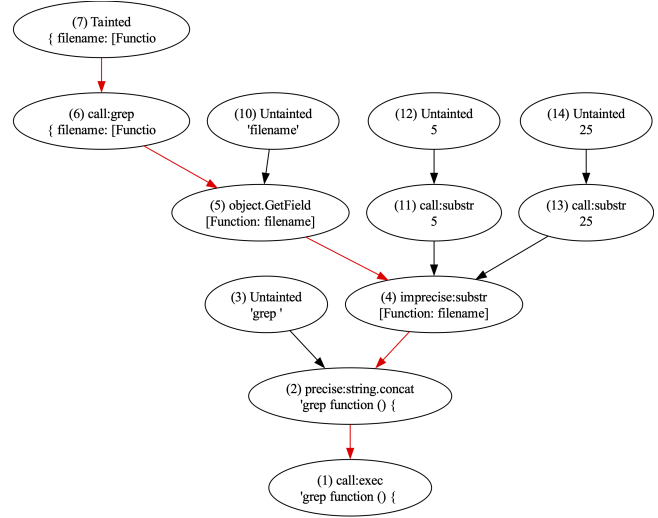 (7) Tainted
{ filename: [Functio
(6) call:grep
{ filename: [Functio
(10) Untainted
'filename'
(12) Untainted
5
(14) Untainted
25
(5) object.GetField
[Function: filename]
(11) call:substr
5
(13) call:substr
25
(3) Untainted
'grep '
(4) imprecise:substr
[Function: filename]
(2) precise:string.concat
'grep function () {
(1) call:exec
'grep function () {